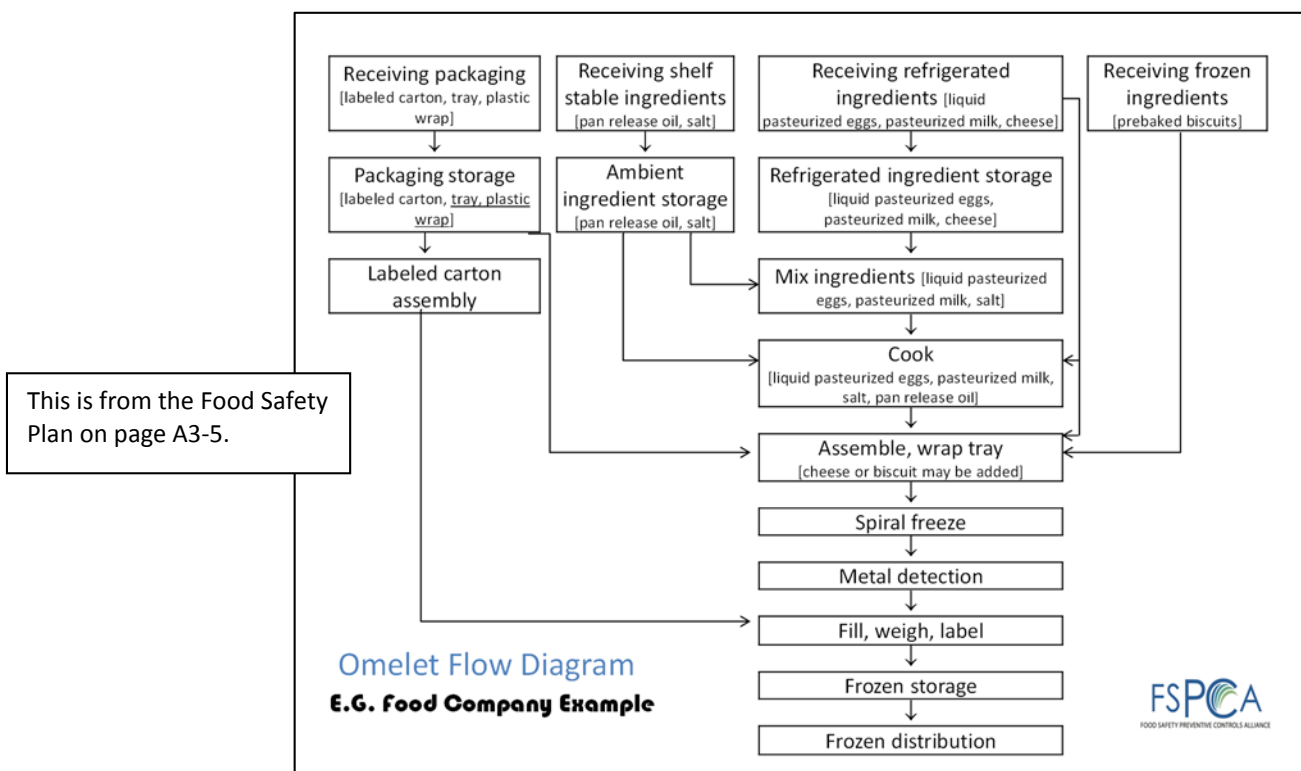 Receiving packaging
[labeled carton, tray, plastic
wrap]
Receiving shelf
stable ingredients
[pan release oil, salt]
Receiving refrigerated
ingredients [liquid
pasteurized eggs, pasteurized milk, cheese]
Receiving frozen
ingredients
[prebaked biscuits]
Packaging storage
[labeled carton, tray, plastic
wrap]
Ambient
ingredient storage
[pan release oil, salt]
Refrigerated ingredient storage
[liquid pasteurized eggs,
pasteurized milk, cheese]
Labeled carton
assembly
Mix ingredients [liquid pasteurized
eggs, pasteurized milk, salt]
Cook
[liquid pasteurized eggs, pasteurized milk,
salt, pan release oil]
This is from the Food Safety
Plan on page A3-5.
Assemble, wrap tray
[cheese or biscuit may be added]
Spiral freeze
Metal detection
Fill, weigh, label
Frozen storage
Frozen distribution
Omelet Flow Diagram
E.G. Food Company Example
FSPCA
FOOD SAFETY PREVENTIVE CONTROLS ALLIANCE